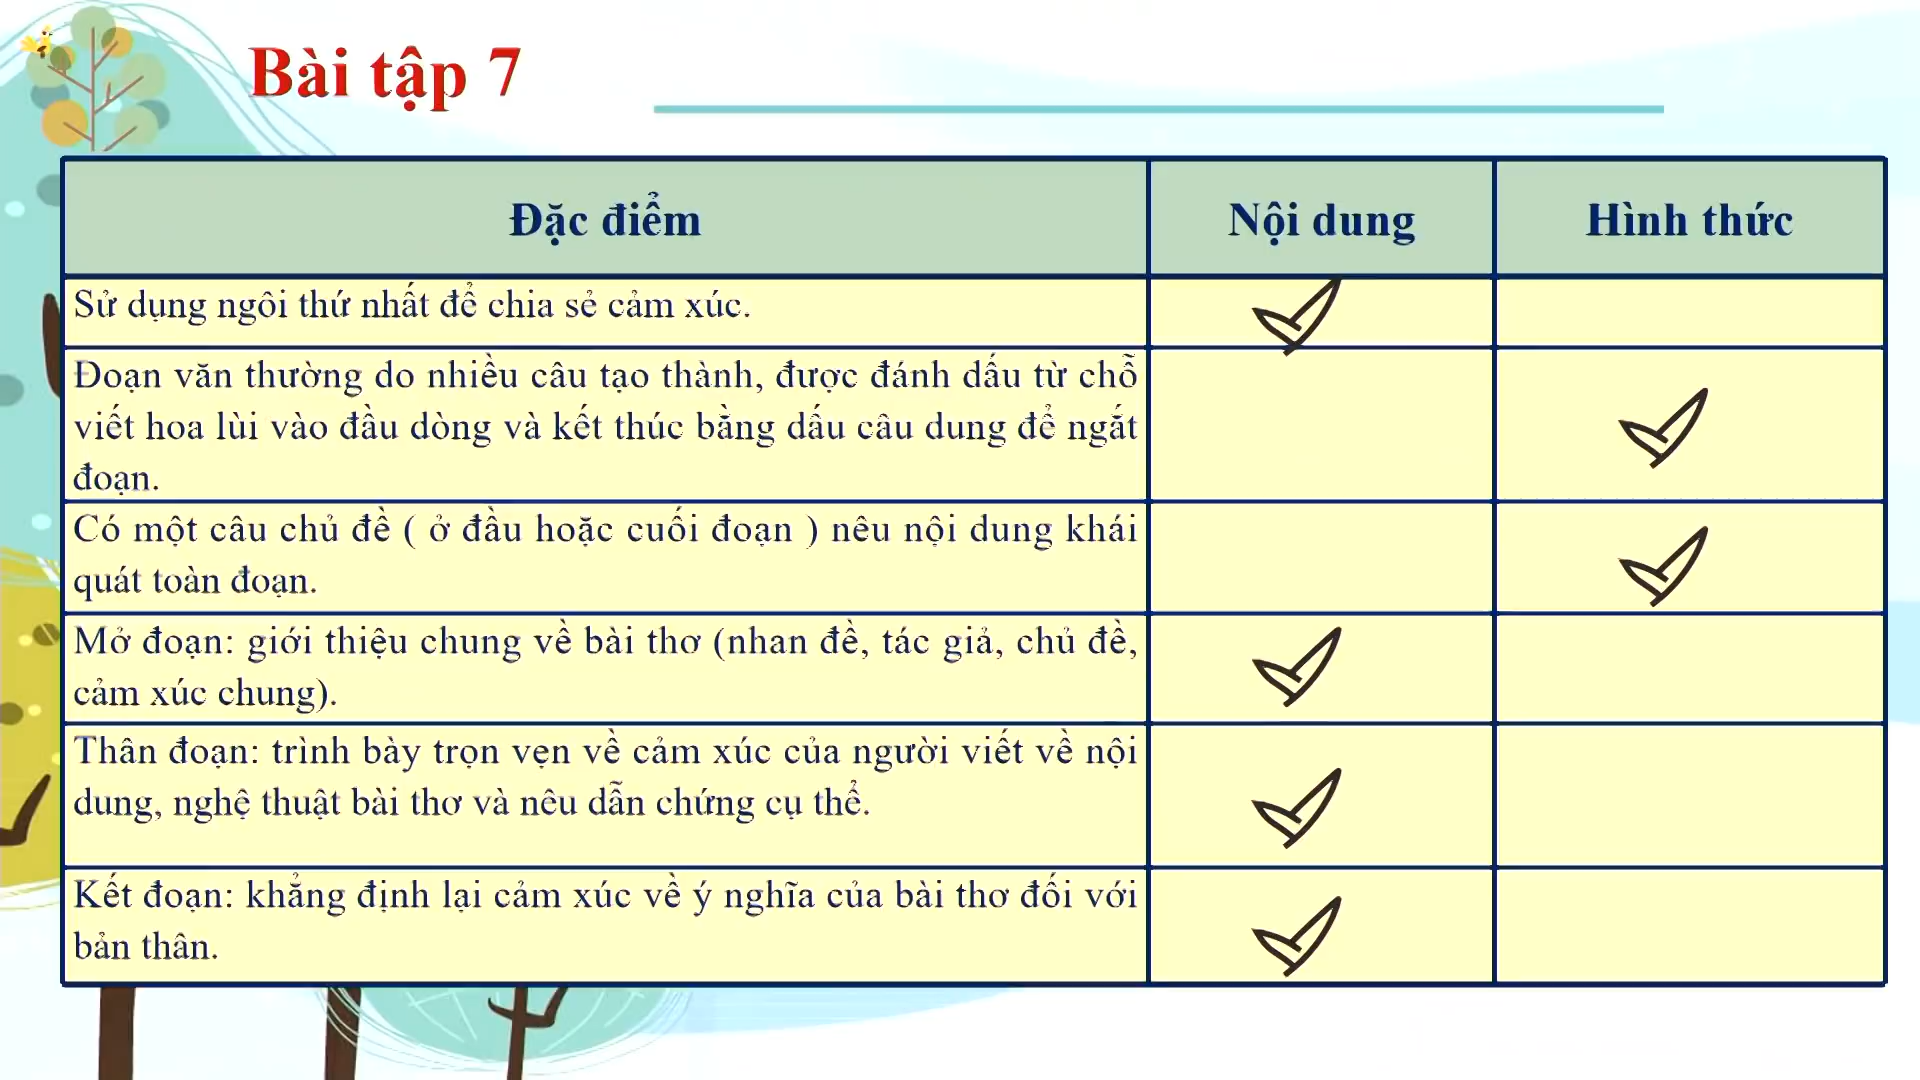 Bài tập 7
Đặc điểm
Nội dung
Hình thức
Sử dụng ngôi thứ nhất để chia sẻ cảm xúc.
Đoạn văn thường do nhiều câu tạo thành, được đánh dấu từ chỗ
viết hoa lùi vào đầu dòng và kết thúc bằng dấu câu dung để ngắt
đoạn.
Có một câu chủ đề ( ở đầu hoặc cuối đoạn ) nêu nội dung khái
quát toàn đoạn.
Mở đoạn: giới thiệu chung về bài thơ (nhan đề, tác giả, chủ đề,
cảm xúc chung).
Thân đoạn: trình bày trọn vẹn về cảm xúc của người viết về nội
dung, nghệ thuật bài thơ và nêu dẫn chứng cụ thể.
Kết đoạn: khẳng định lại cảm xúc về ý nghĩa của bài thơ đối với
bản thân.